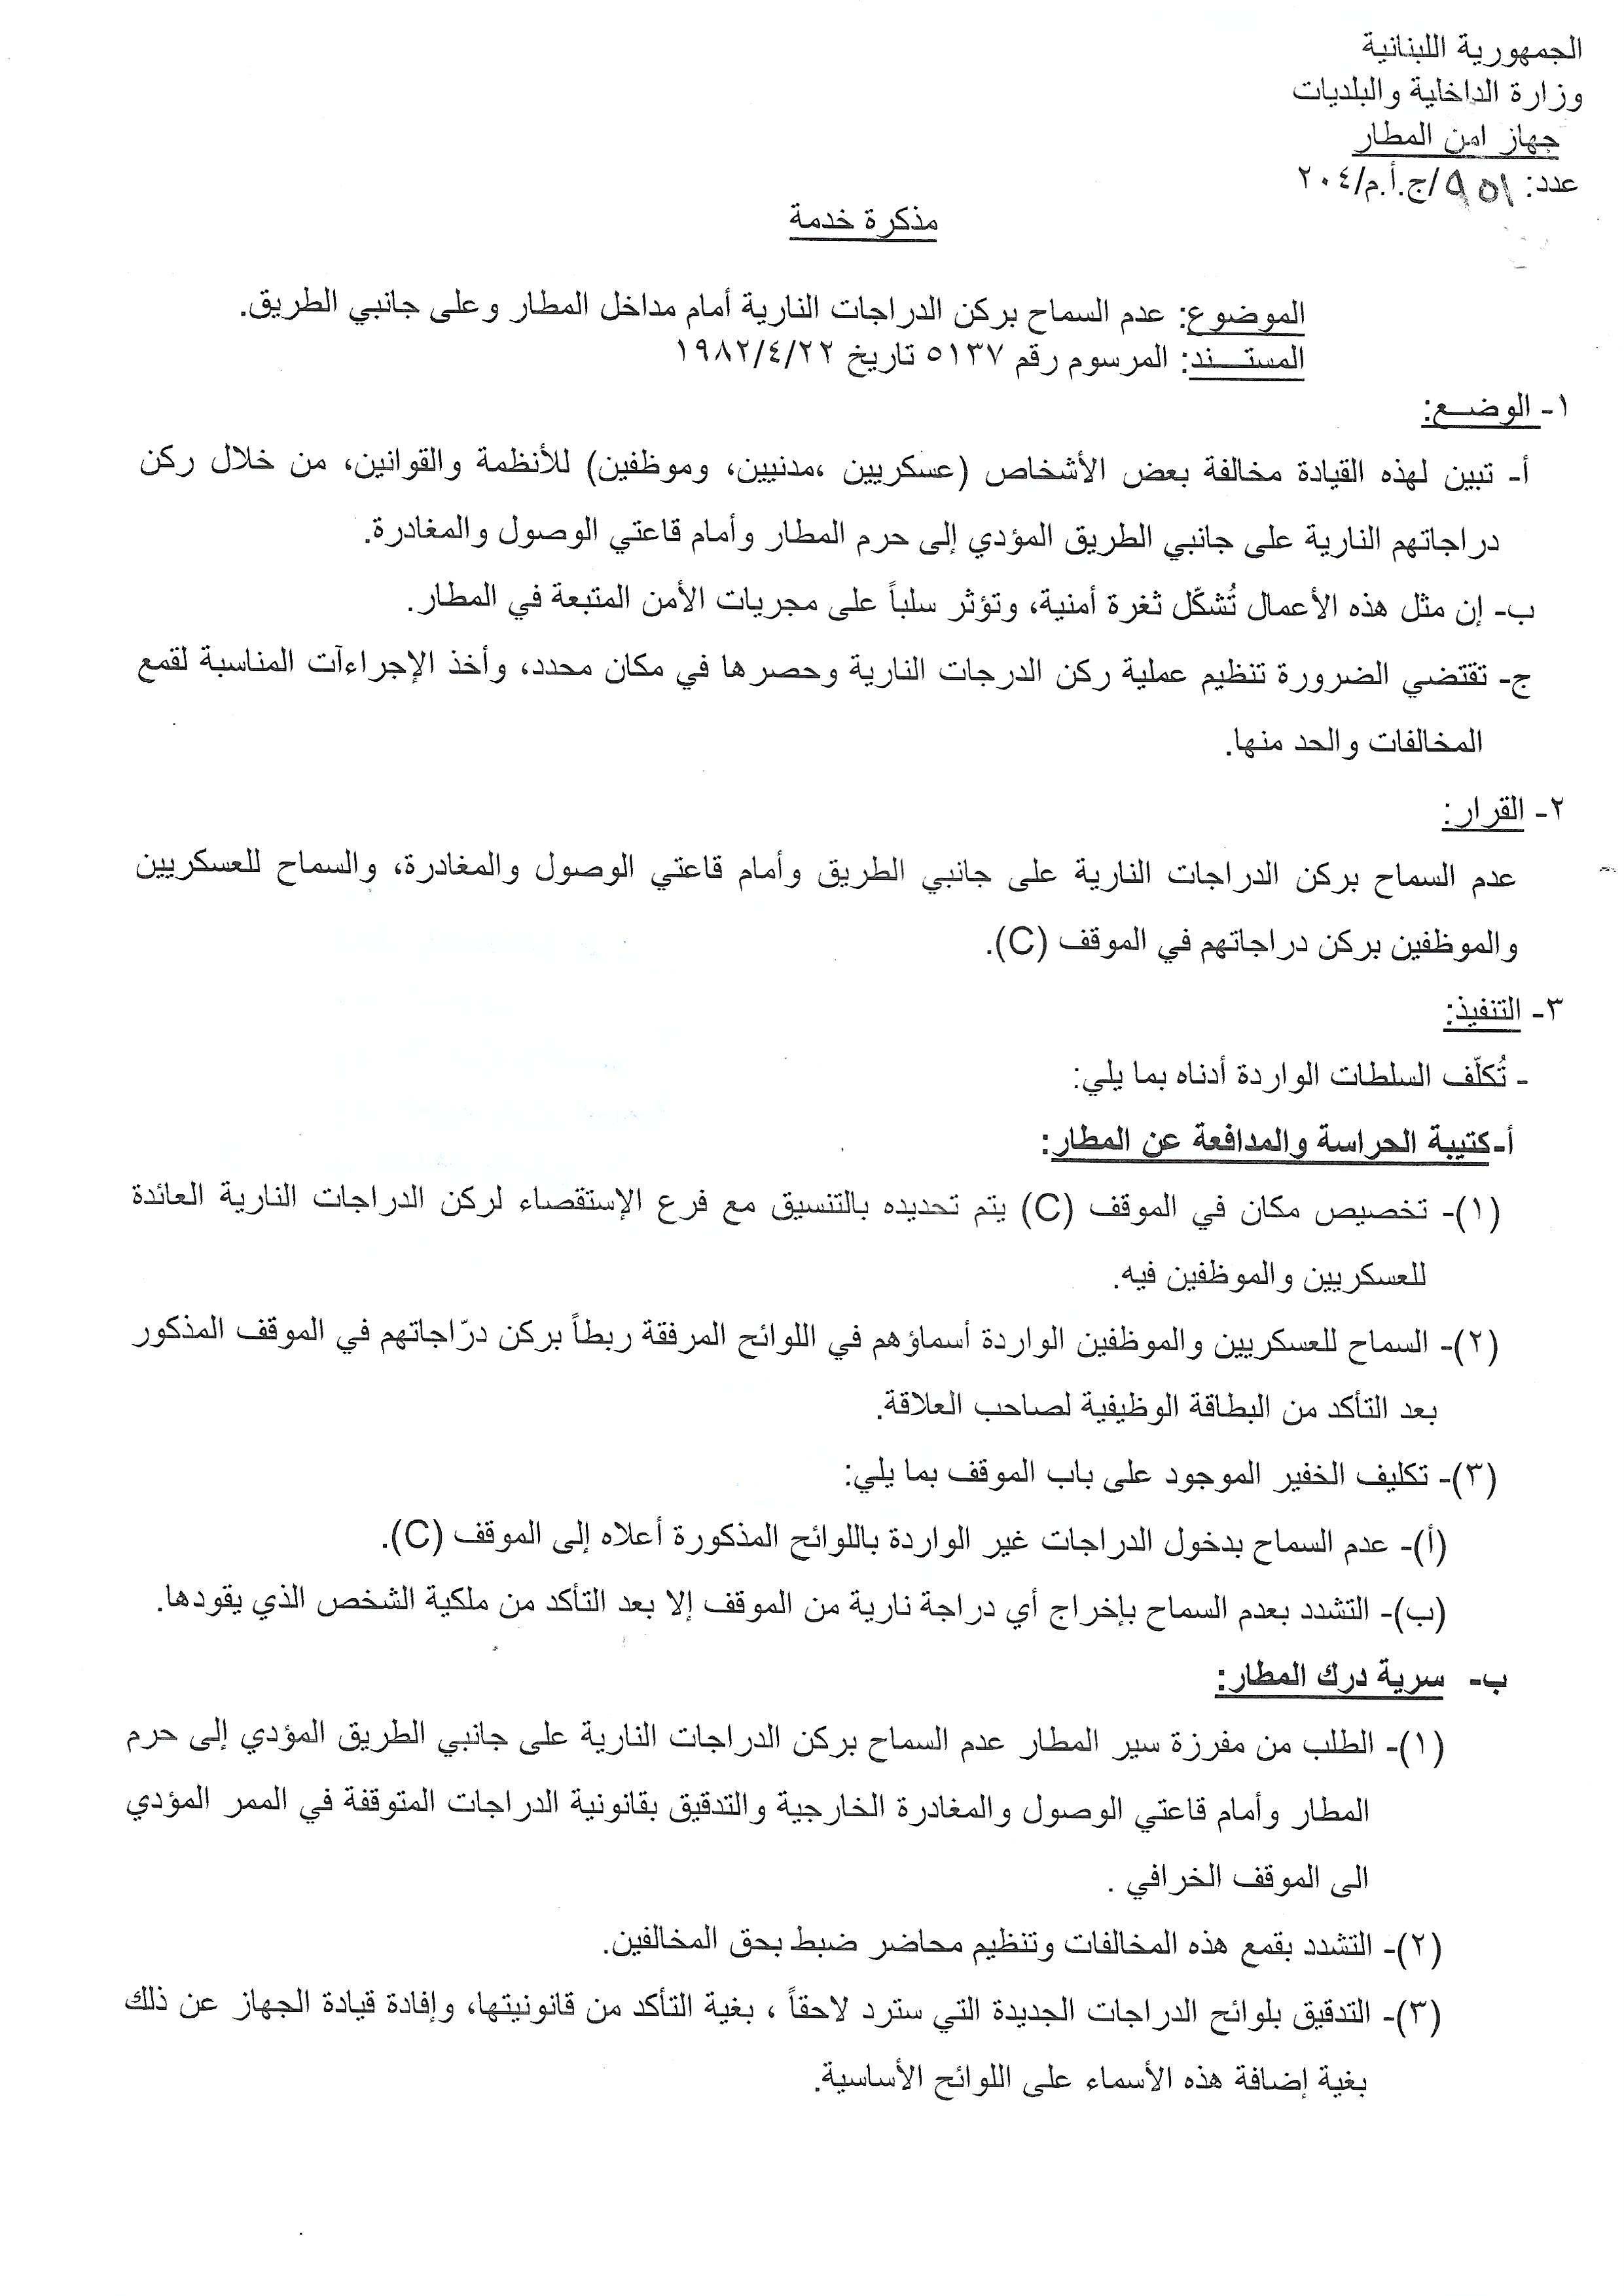 الجمهورية اللبنانية
وزارة الداخلية والبلديات
جهاز امن المطار
عدد: ٩٥١/ج.أ.م/٢٠٤
مذكرة خدمة
الموضوع: عدم السماح بركن الدراجات النارية أمام مداخل المطار وعلى جانبي الطريق.
المستـــند: المرسوم رقم ٥١٣٧ تاريخ ١٩٨٢/٤/٢٢
١- الوضـــع:
أ- تبين لهذه القيادة مخالفة بعض الأشخاص (عسكريين ،مدنيين، وموظفين) للأنظمة والقوانين، من خلال ركن
دراجاتهم النارية على جانبي الطريق المؤدي إلى حرم المطار وأمام قاعتي الوصول والمغادرة.
ب- إن مثل هذه الأعمال تُشكّل ثغرة أمنية، وتؤثر سلباً على مجريات الأمن المتبعة في المطار.
ج- تقتضي الضرورة تنظيم عملية ركن الدرجات النارية وحصرها في مكان محدد، وأخذ الإجراءآت المناسبة لقمع
المخالفات والحد منها.
٢- القرار:
عدم السماح بركن الدراجات النارية على جانبي الطريق وأمام قاعتي الوصول والمغادرة، والسماح للعسكريين
والموظفين بركن دراجاتهم في الموقف (C).
٣- التنفيذ:
- تُكلّف السلطات الواردة أدناه بما يلي:
أ-كتيبة الحراسة والمدافعة عن المطار:
(١)- تخصيص مكان في الموقف (C) يتم تحديده بالتنسيق مع فرع الإستقصاء لركن الدراجات النارية العائدة
للعسكريين والموظفين فيه.
(٢)- السماح للعسكريين والموظفين الواردة أسماؤهم في اللوائح المرفقة ربطاً بركن درّاجاتهم في الموقف المذكور
بعد التأكد من البطاقة الوظيفية لصاحب العلاقة.
(٣)- تكليف الخفير الموجود على باب الموقف بما يلي:
(أ)- عدم السماح بدخول الدراجات غير الواردة باللوائح المذكورة أعلاه إلى الموقف (C).
(ب)- التشدد بعدم السماح بإخراج أي دراجة نارية من الموقف إلا بعد التأكد من ملكية الشخص الذي يقودها.
ب- سرية درك المطار:
(١)- الطلب من مفرزة سير المطار عدم السماح بركن الدراجات النارية على جانبي الطريق المؤدي إلى حرم
المطار وأمام قاعتي الوصول والمغادرة الخارجية والتدقيق بقانونية الدراجات المتوقفة في الممر المؤدي
الى الموقف الخرافي .
(٢)- التشدد بقمع هذه المخالفات وتنظيم محاضر ضبط بحق المخالفين.
(٣)- التدقيق بلوائح الدراجات الجديدة التي سترد لاحقاً ، بغية التأكد من قانونيتها، وإفادة قيادة الجهاز عن ذلك
بغية إضافة هذه الأسماء على اللوائح الأساسية.